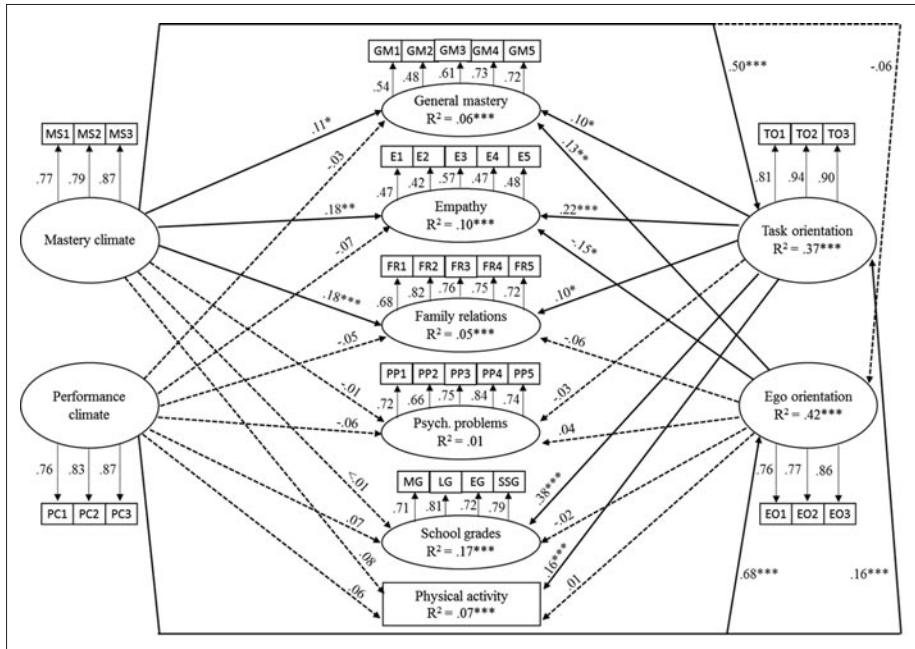 GM1 GM2 GM3 GM4 GM5
.54 .48 .61 .73 .72
General mastery
R² = .06***
MS1 MS2 MS3
.77 .79 .87
Mastery climate
E1 E2 E3 E4 E5
.47 .42 .57 .47 .48
Empathy
R² = .10***
TO1 TO2 TO3
.81 .94 .90
Task orientation
R² = .37***
FR1 FR2 FR3 FR4 FR5
.68 .82 .76 .75 .72
Family relations
R² = .05***
Performance
climate
.76 .83 .87
PC1 PC2 PC3
PP1 PP2 PP3 PP4 PP5
.72 .66 .75 .84 .74
Psych. problems
R² = .01
Ego orientation
R² = .42***
.76 .77 .86
EO1 EO2 EO3
MG LG EG SSG
.71 .81 .72 .79
School grades
R² = .17***
Physical activity
R² = .07***
.11*
-.03
.18**
-.07
.18***
-.05
-.01
-.06
<.01
.07
.08
.06
.50***
-.06
.10*
.13**
.22***
-.15*
.10*
-.06
-.03
.04
.38***
-.02
.16***
.01
.68***
.16***